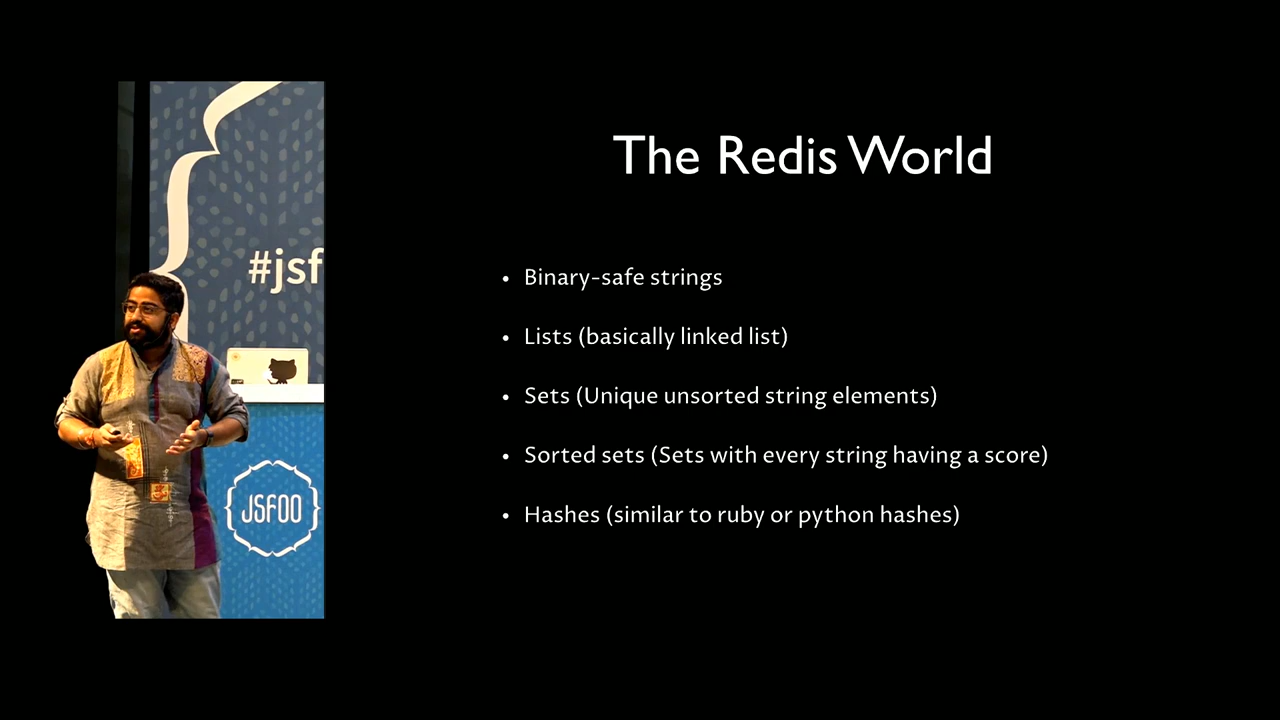 The Redis World
#jsf
• Binary-safe strings
• Lists (basically linked list)
• Sets (Unique unsorted string elements)
• Sorted sets (Sets with every string having a score)
• Hashes (similar to ruby or python hashes)
JSFOO